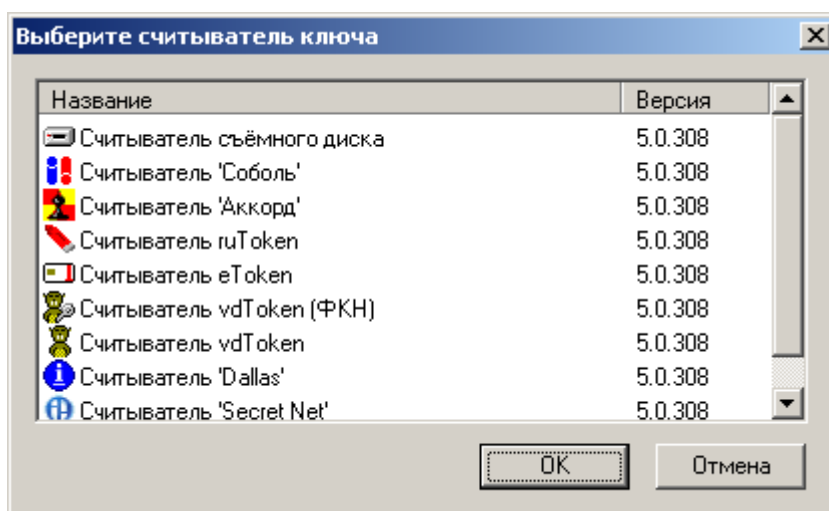 Выберите считыватель ключа
Название Версия
Считыватель съёмного диска 5.0.308
Считыватель 'Соболь' 5.0.308
Считыватель 'Аккорд' 5.0.308
Считыватель ruToken 5.0.308
Считыватель eToken 5.0.308
Считыватель vdToken (ФКН) 5.0.308
Считыватель vdToken 5.0.308
Считыватель 'Dallas' 5.0.308
Считыватель 'Secret Net' 5.0.308
OK Отмена